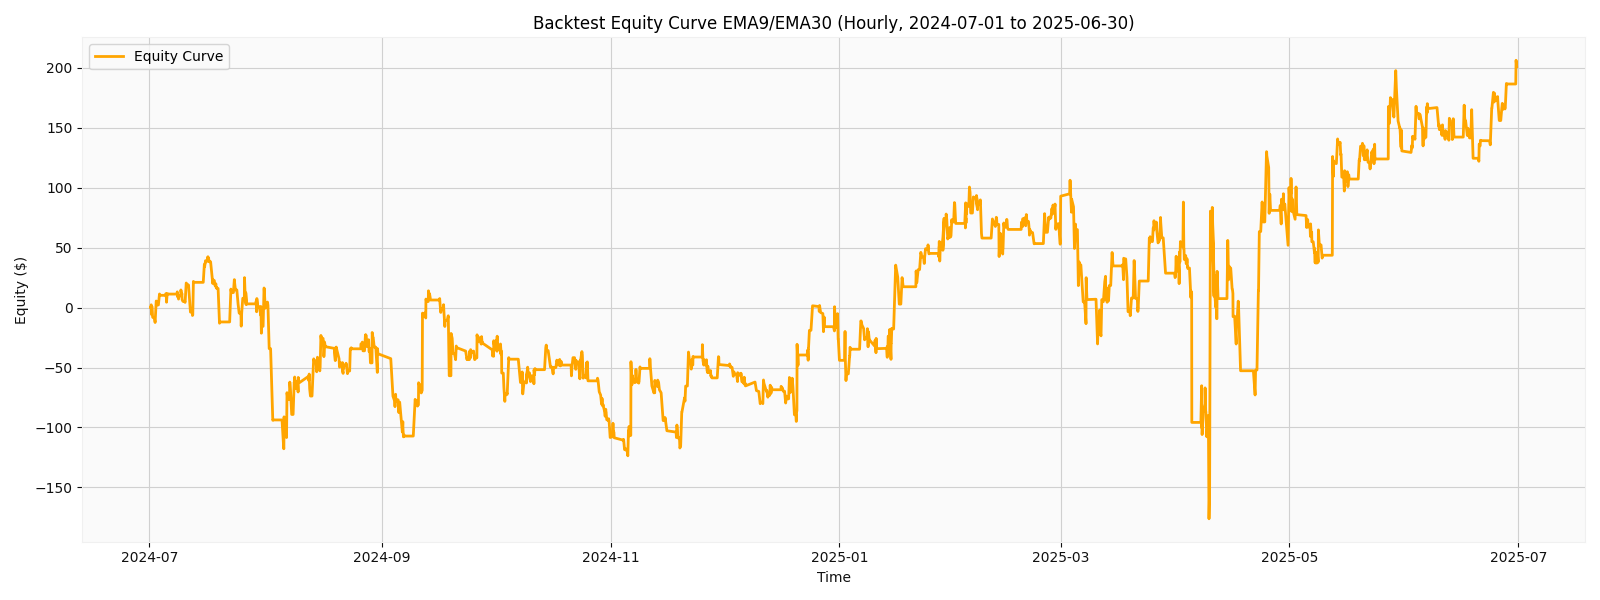 Backtest Equity Curve EMA9/EMA30 (Hourly, 2024-07-01 to 2025-06-30)
Equity Curve
200
150
100
50
0
−50
−100
−150
Equity ($)
2024-07 2024-09 2024-11 2025-01 2025-03 2025-05 2025-07
Time